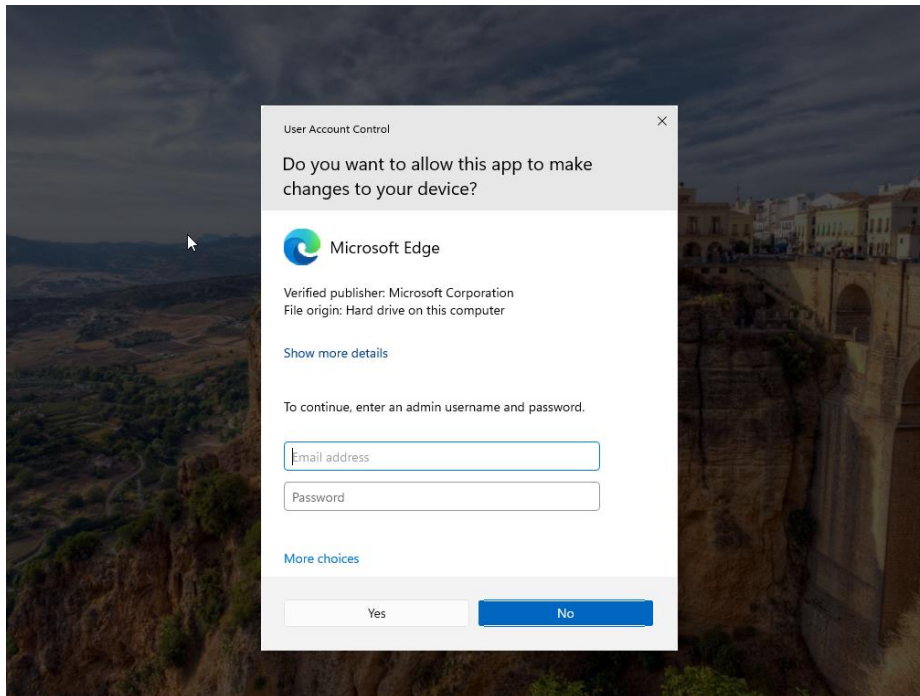 User Account Control
Do you want to allow this app to make
changes to your device?
Microsoft Edge
Verified publisher: Microsoft Corporation
File origin: Hard drive on this computer
Show more details
To continue, enter an admin username and password.
Email address
Password
More choices
Yes
No